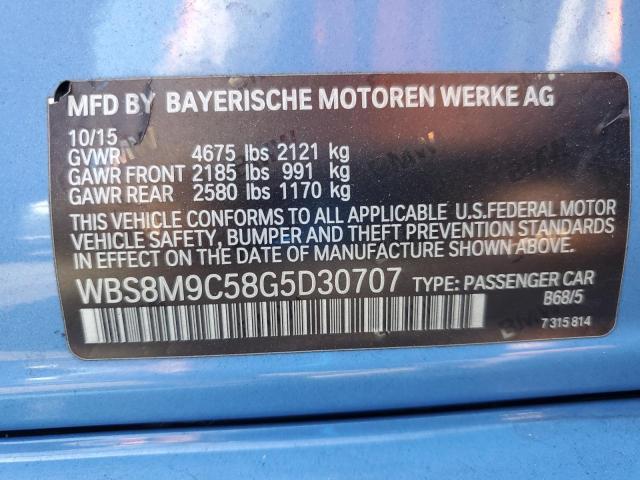 MFD BY BAYERISCHE MOTOREN WERKE AG
10/15
GVWR 4675 lbs 2121 kg
GAWR FRONT 2185 lbs 991 kg
GAWR REAR 2580 lbs 1170 kg
THIS VEHICLE CONFORMS TO ALL APPLICABLE U.S.FEDERAL MOTOR
VEHICLE SAFETY, BUMPER AND THEFT PREVENTION STANDARDS
IN EFFECT ON THE DATE OF MANUFACTURE SHOWN ABOVE.
WBS8M9C58G5D30707 TYPE: PASSENGER CAR
B68/5
7 315 814